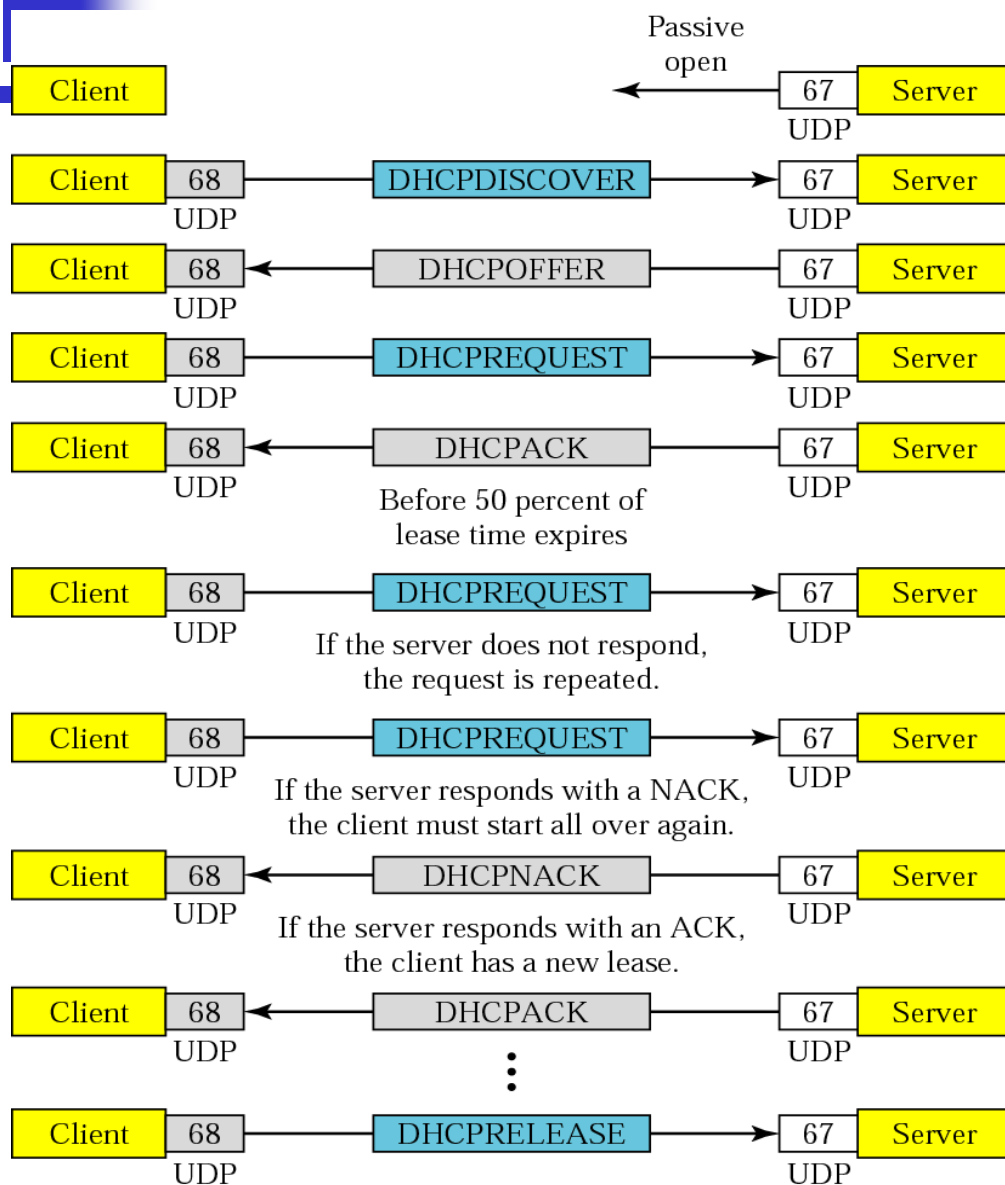 Passive
open
Client 67 Server
UDP
Client 68 DHCPDISCOVER 67 Server
UDP UDP
Client 68 DHCPOFFER 67 Server
UDP UDP
Client 68 DHCPREQUEST 67 Server
UDP UDP
Client 68 DHCPACK 67 Server
UDP UDP
Before 50 percent of
lease time expires
Client 68 DHCPREQUEST 67 Server
UDP UDP
If the server does not respond,
the request is repeated.
Client 68 DHCPREQUEST 67 Server
UDP UDP
If the server responds with a NACK,
the client must start all over again.
Client 68 DHCPNACK 67 Server
UDP UDP
If the server responds with an ACK,
the client has a new lease.
Client 68 DHCPACK 67 Server
UDP UDP
Client 68 DHCPRELEASE 67 Server
UDP UDP